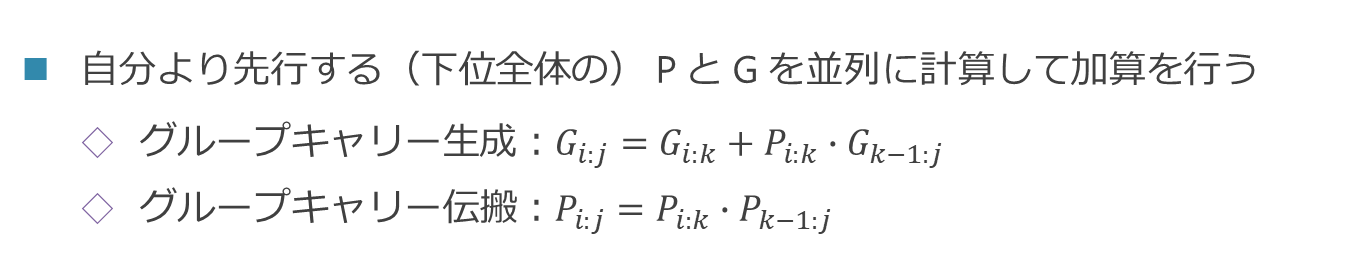 ■ 自分より先行する（下位全体の） P と G を並列に計算して加算を行う
◇ グループキャリー生成：$G_{i:j} = G_{i:k} + P_{i:k} \cdot G_{k-1:j}$
◇ グループキャリー伝搬：$P_{i:j} = P_{i:k} \cdot P_{k-1:j}$